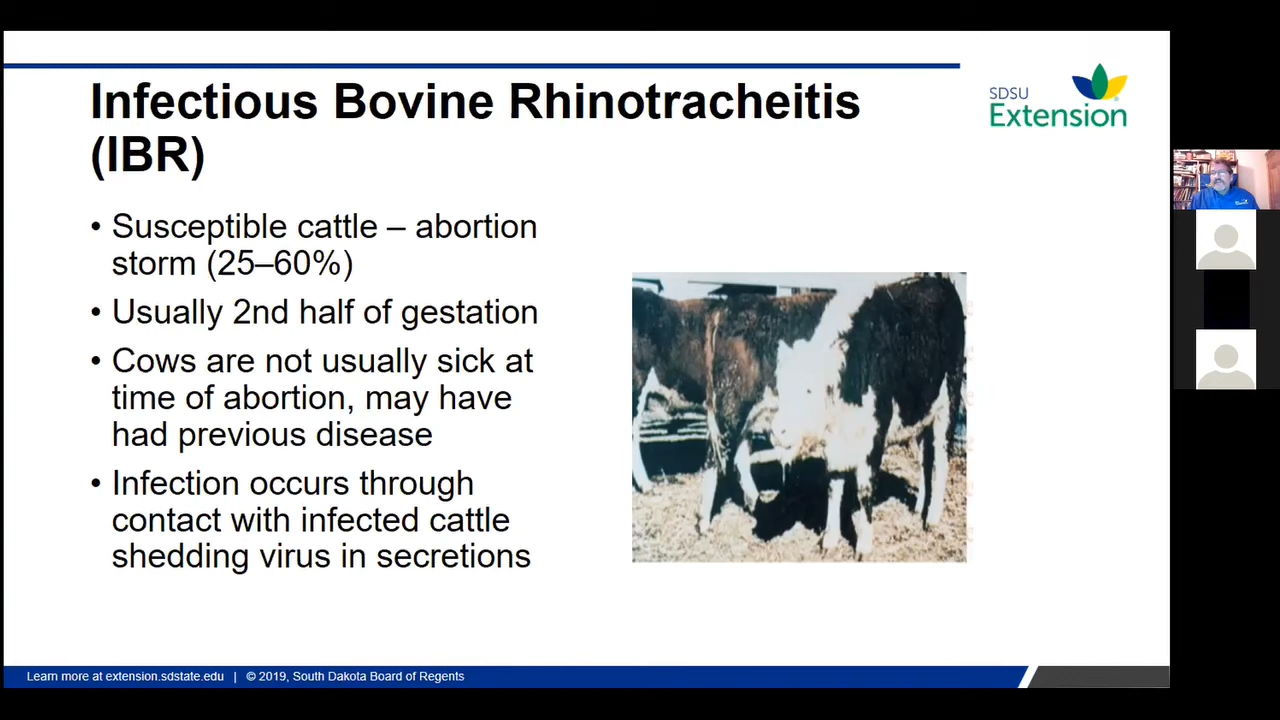 Infectious Bovine Rhinotracheitis
(IBR)
SDSU
Extension
• Susceptible cattle – abortion
storm (25–60%)
• Usually 2nd half of gestation
• Cows are not usually sick at
time of abortion, may have
had previous disease
• Infection occurs through
contact with infected cattle
shedding virus in secretions
Learn more at extension.sdstate.edu | © 2019, South Dakota Board of Regents